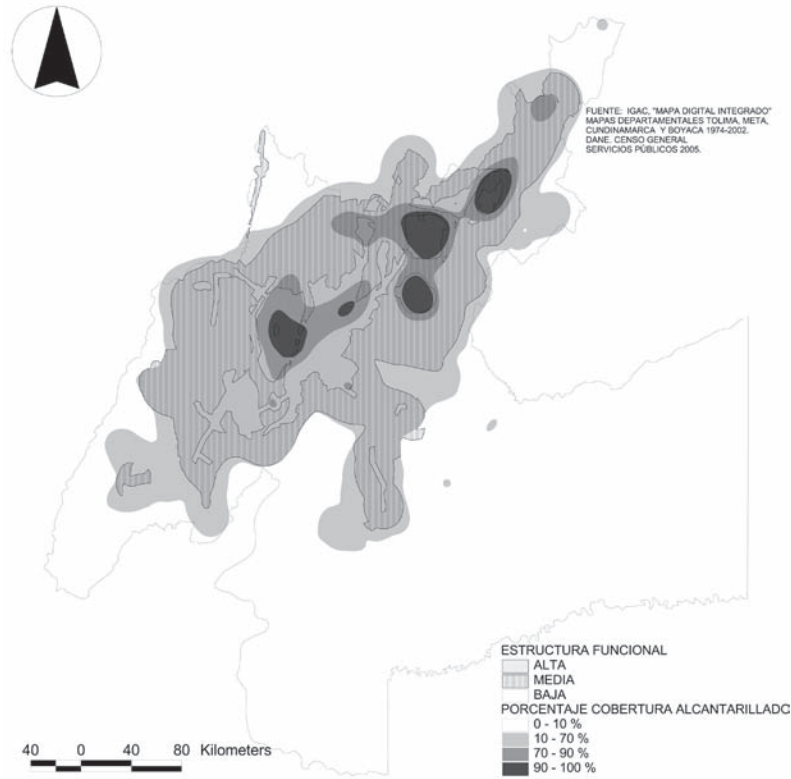 FUENTE: IGAC, "MAPA DIGITAL INTEGRADO"
MAPAS DEPARTAMENTALES TOLIMA, META,
CUNDINAMARCA Y BOYACA 1974-2002.
DANE. CENSO GENERAL
SERVICIOS PÚBLICOS 2005.
ESTRUCTURA FUNCIONAL
ALTA
MEDIA
BAJA
PORCENTAJE COBERTURA ALCANTARILLADO
0 - 10 %
10 - 70 %
70 - 90 %
90 - 100 %
40 0 40 80 Kilometers